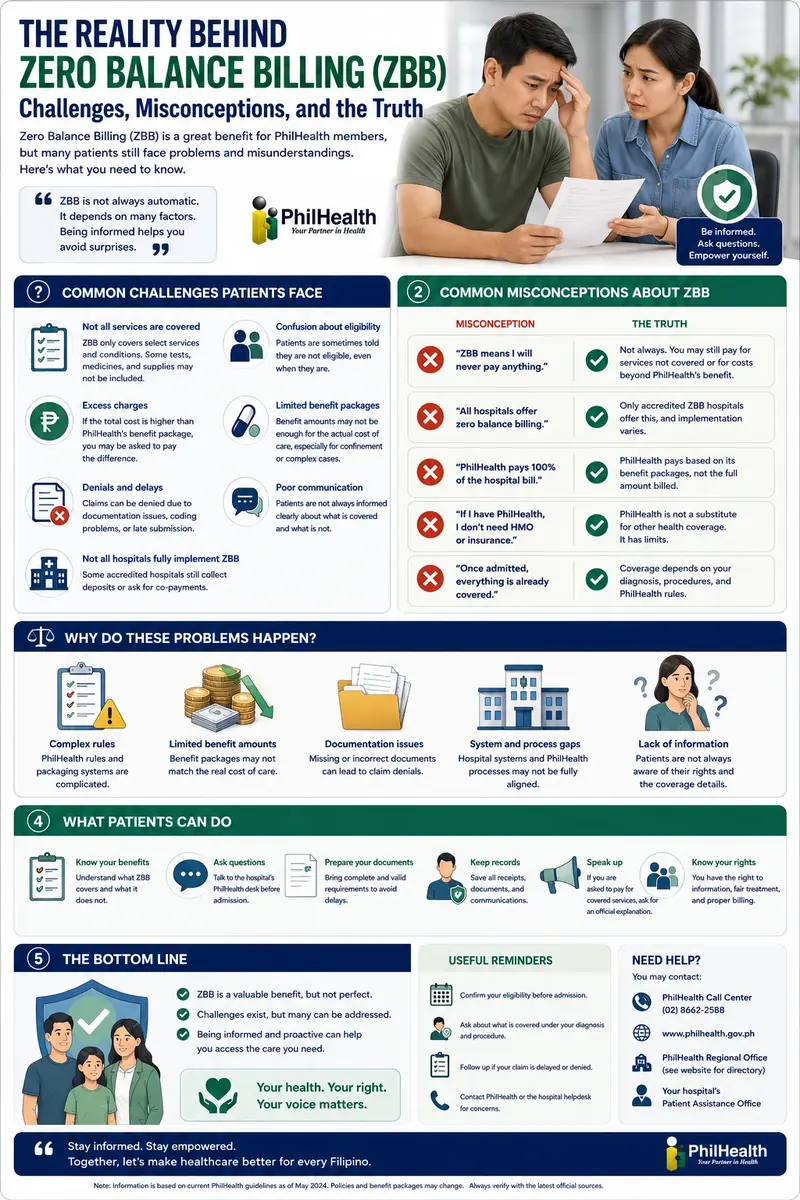 THE REALITY BEHIND
ZERO BALANCE BILLING (ZBB)
Challenges, Misconceptions, and the Truth
Zero Balance Billing (ZBB) is a great benefit for PhilHealth members,
but many patients still face problems and misunderstandings.
Here's what you need to know.
“ ZBB is not always automatic.
It depends on many factors.
Being informed helps you
avoid surprises. ”
PhilHealth
Your Partner in Health
Be informed.
Ask questions.
Empower yourself.
? COMMON CHALLENGES PATIENTS FACE
Not all services are covered
ZBB only covers select
services and conditions. Some tests,
medicines, and supplies may
not be included.
Confusion about eligibility
Patients are sometimes told
they are not eligible, even
when they are.
₱
Excess charges
If the total cost is higher than
PhilHealth's benefit package,
you may be asked to pay
the difference.
Limited benefit packages
Benefit amounts may not be
enough for the actual cost of
care, especially for confinement
or complex cases.
Denials and delays
Claims can be denied due to
documentation issues, coding
problems, or late submission.
Poor communication
Patients are not always informed
clearly about what is covered
and what is not.
Not all hospitals fully implement ZBB
Some accredited hospitals still collect
deposits or ask for co-payments.
2 COMMON MISCONCEPTIONS ABOUT ZBB
MISCONCEPTION
THE TRUTH
“ZBB means I will
never pay anything.”
Not always. You may still pay for
services not covered or for costs
beyond PhilHealth's benefit.
“All hospitals offer
zero balance billing.”
Only accredited ZBB hospitals
offer this, and implementation
varies.
“PhilHealth pays 100%
of the hospital bill.”
PhilHealth pays based on its
benefit packages, not the full
amount billed.
“If I have PhilHealth,
I don't need HMO
or insurance.”
PhilHealth is not a substitute
for other health coverage.
It has limits.
“Once admitted,
everything is already
covered.”
Coverage depends on your
diagnosis, procedures, and
PhilHealth rules.
WHY DO THESE PROBLEMS HAPPEN?
Complex rules
PhilHealth rules and
packaging systems are
complicated.
Limited benefit amounts
Benefit packages may not
match the real cost of care.
Documentation issues
Missing or incorrect documents
can lead to claim denials.
System and process gaps
Hospital systems and PhilHealth
processes may not be fully
aligned.
? ? ?
Lack of information
Patients are not always
aware of their rights and
the coverage details.
4 WHAT PATIENTS CAN DO
Know your benefits
Understand what ZBB
covers and what it
does not.
Ask questions
Talk to the hospital's
PhilHealth desk before
admission.
Prepare your documents
Bring complete and valid
requirements to avoid
delays.
Keep records
Save all receipts,
documents, and
communications.
Speak up
If you are
asked to pay for
covered services, ask for
an official explanation.
Know your rights
You have the right to
information, fair treatment,
and proper billing.
5 THE BOTTOM LINE
ZBB is a valuable benefit, but not perfect.
Challenges exist, but many can be addressed.
Being informed and proactive can help
you access the care you need.
Your health. Your right.
Your voice matters.
USEFUL REMINDERS
Confirm your eligibility before admission.
Ask about what is covered under your diagnosis
and procedure.
Follow up if your claim is delayed or denied.
Contact PhilHealth or the hospital helpdesk
for concerns.
NEED HELP?
You may contact:
PhilHealth Call Center
(02) 8662-2588
www.philhealth.gov.ph
PhilHealth Regional Office
(see website for directory)
Your hospital's
Patient Assistance Office
“ Stay informed. Stay empowered.
Together, let's make healthcare better for every Filipino.
PhilHealth
Your Partner in Health
Note: Information is based on current PhilHealth guidelines as of May 2024. Policies and benefit packages may change. Always verify with the latest official sources.